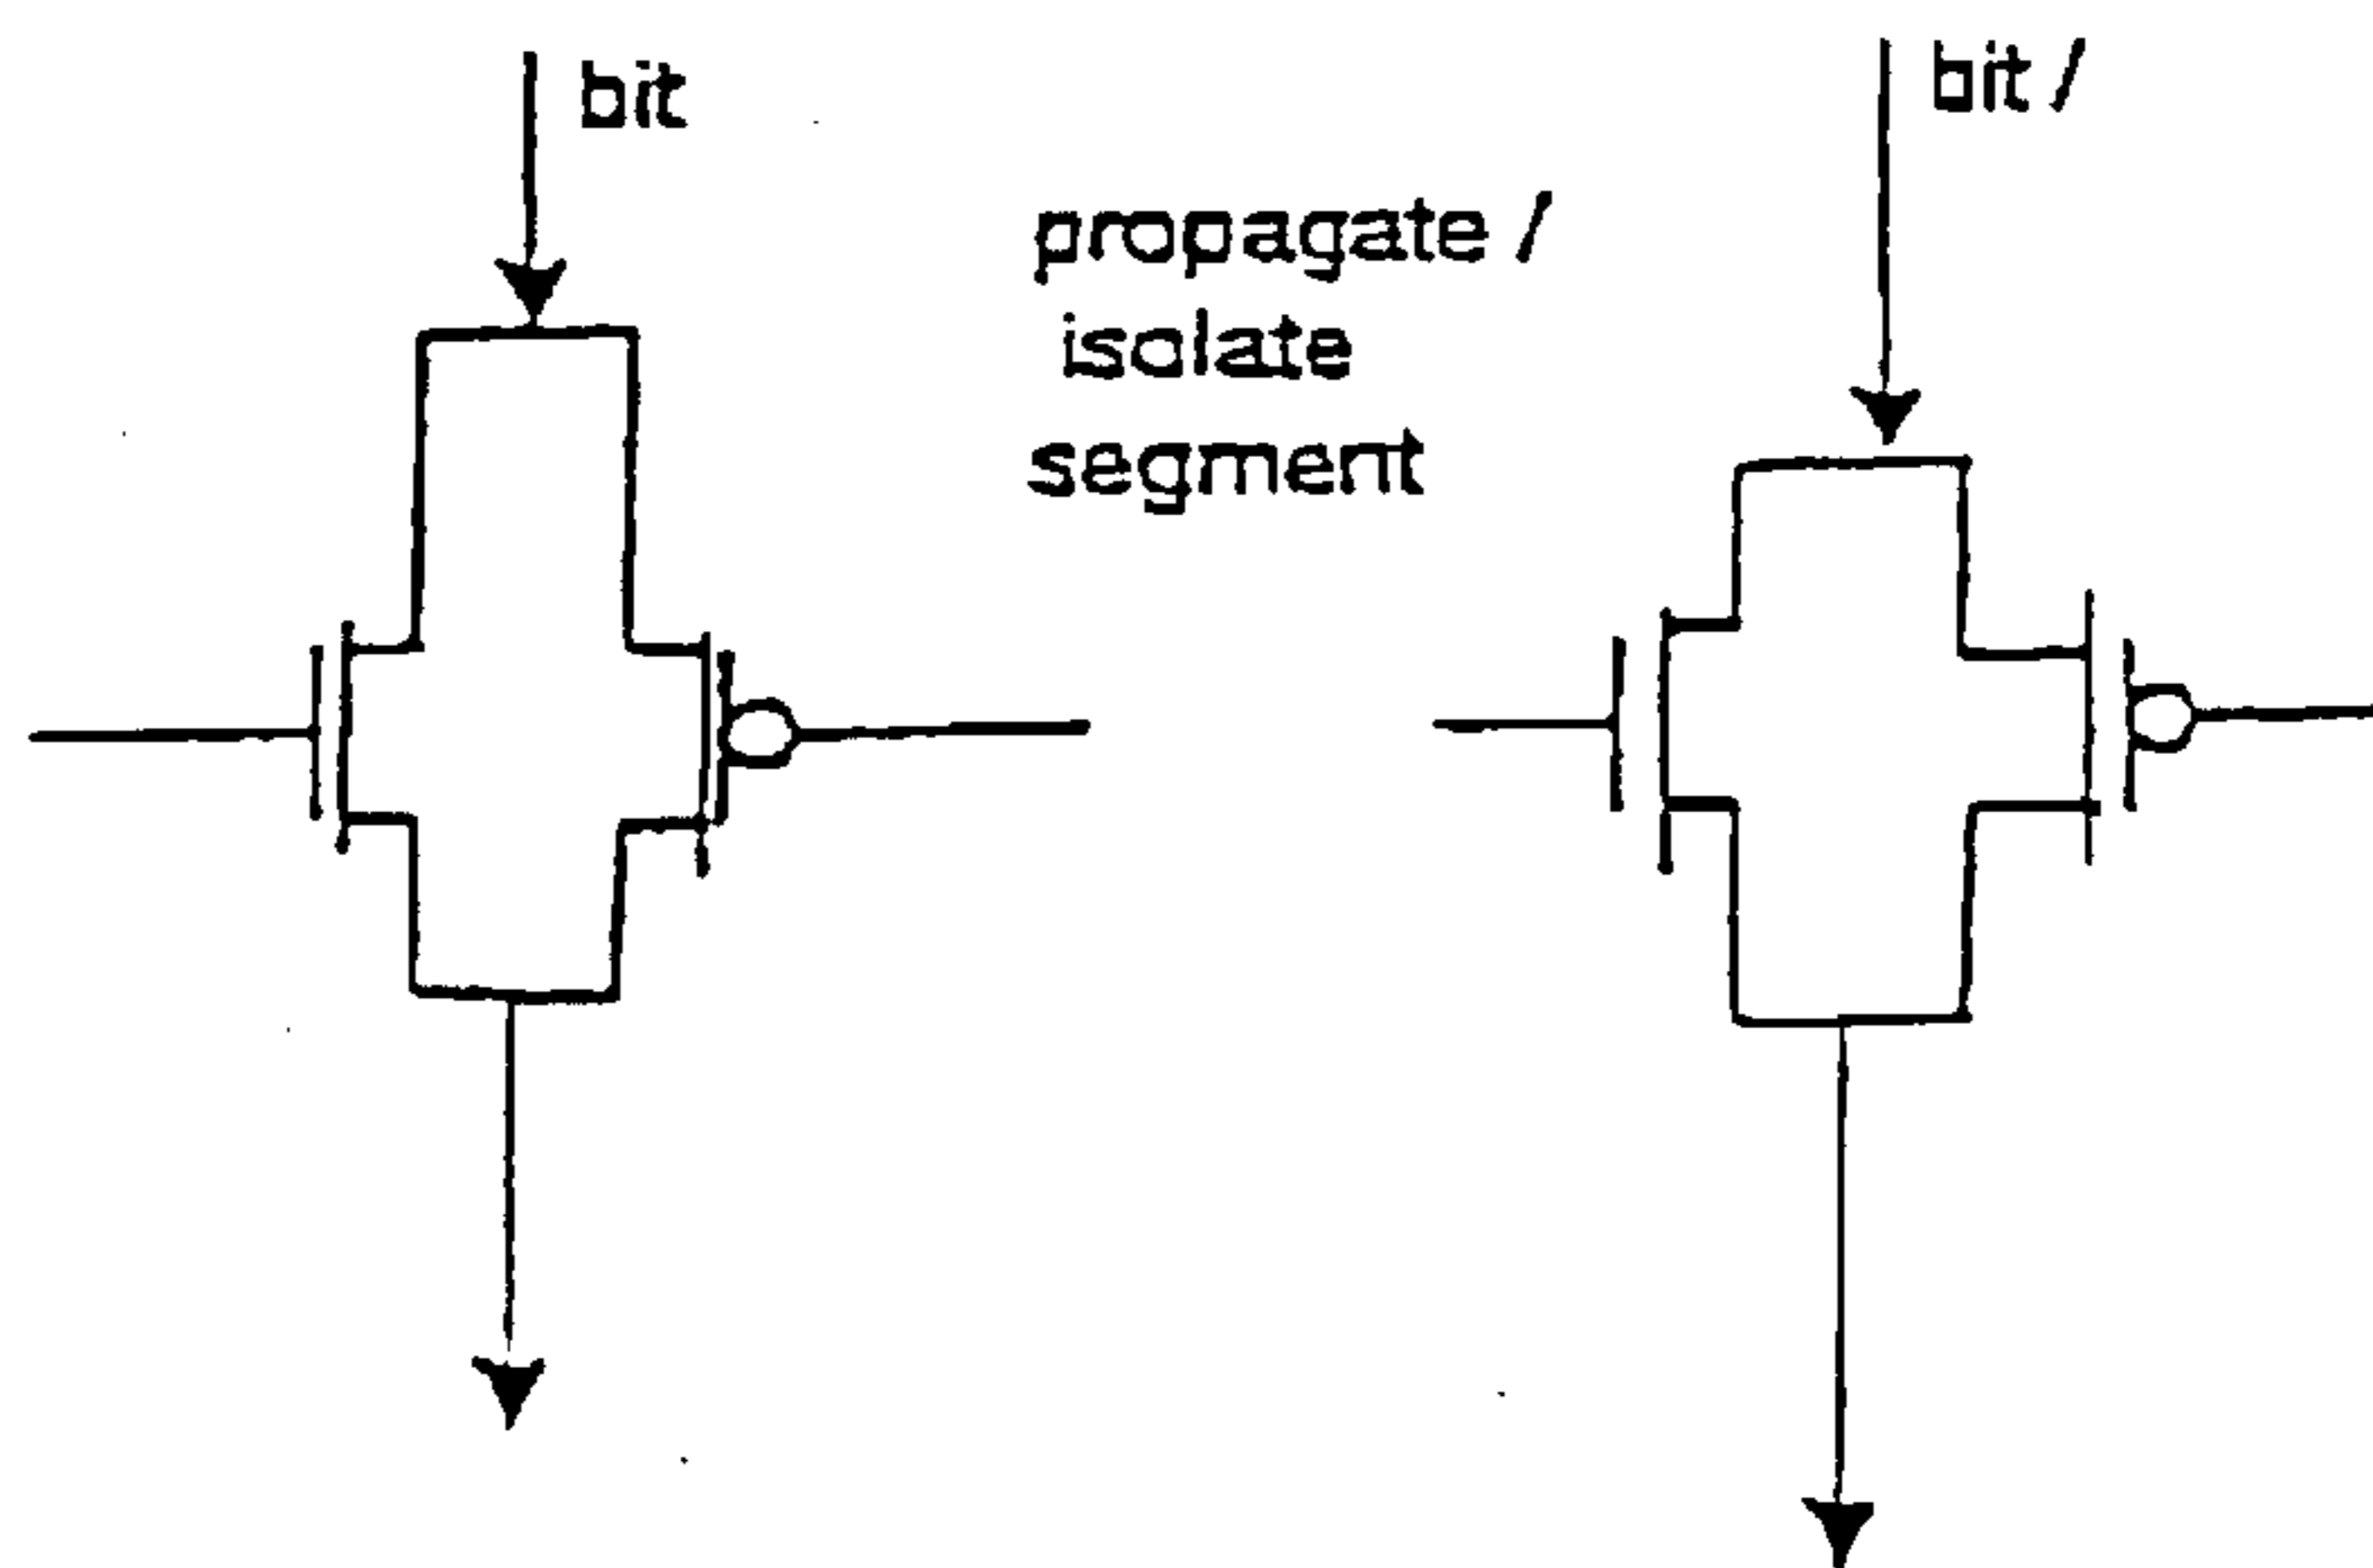 bit
bit /
propagate /
isolate
segment